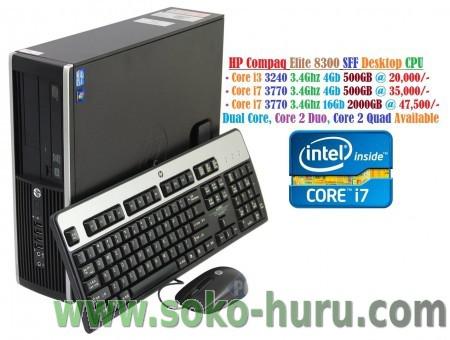 HP Compaq Elite 8300 SFF Desktop CPU
• Core I3 3240 3.4Ghz 4Gb 500GB @ 20,000/-
• Core i7 3770 3.4Ghz 4Gb 500GB @ 35,000/-
• Core i7 3770 3.4Ghz 16Gb 2000GB @ 47,500/-
Dual Core, Core 2 Duo, Core 2 Quad Available
intel inside™
CORE i7
hp
www.soko-huru.com